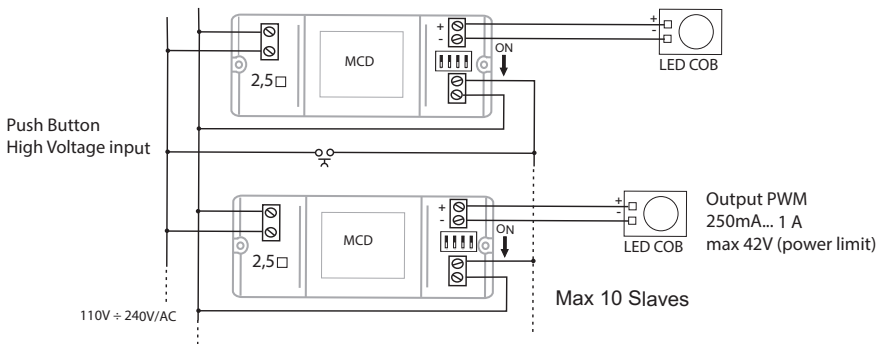 +
-
ON
MCD
2,5
+
-
LED COB
Push Button
High Voltage input
+
-
ON
MCD
2,5
+
-
LED COB
Output PWM
250mA... 1 A
max 42V (power limit)
Max 10 Slaves
110V ÷ 240V/AC